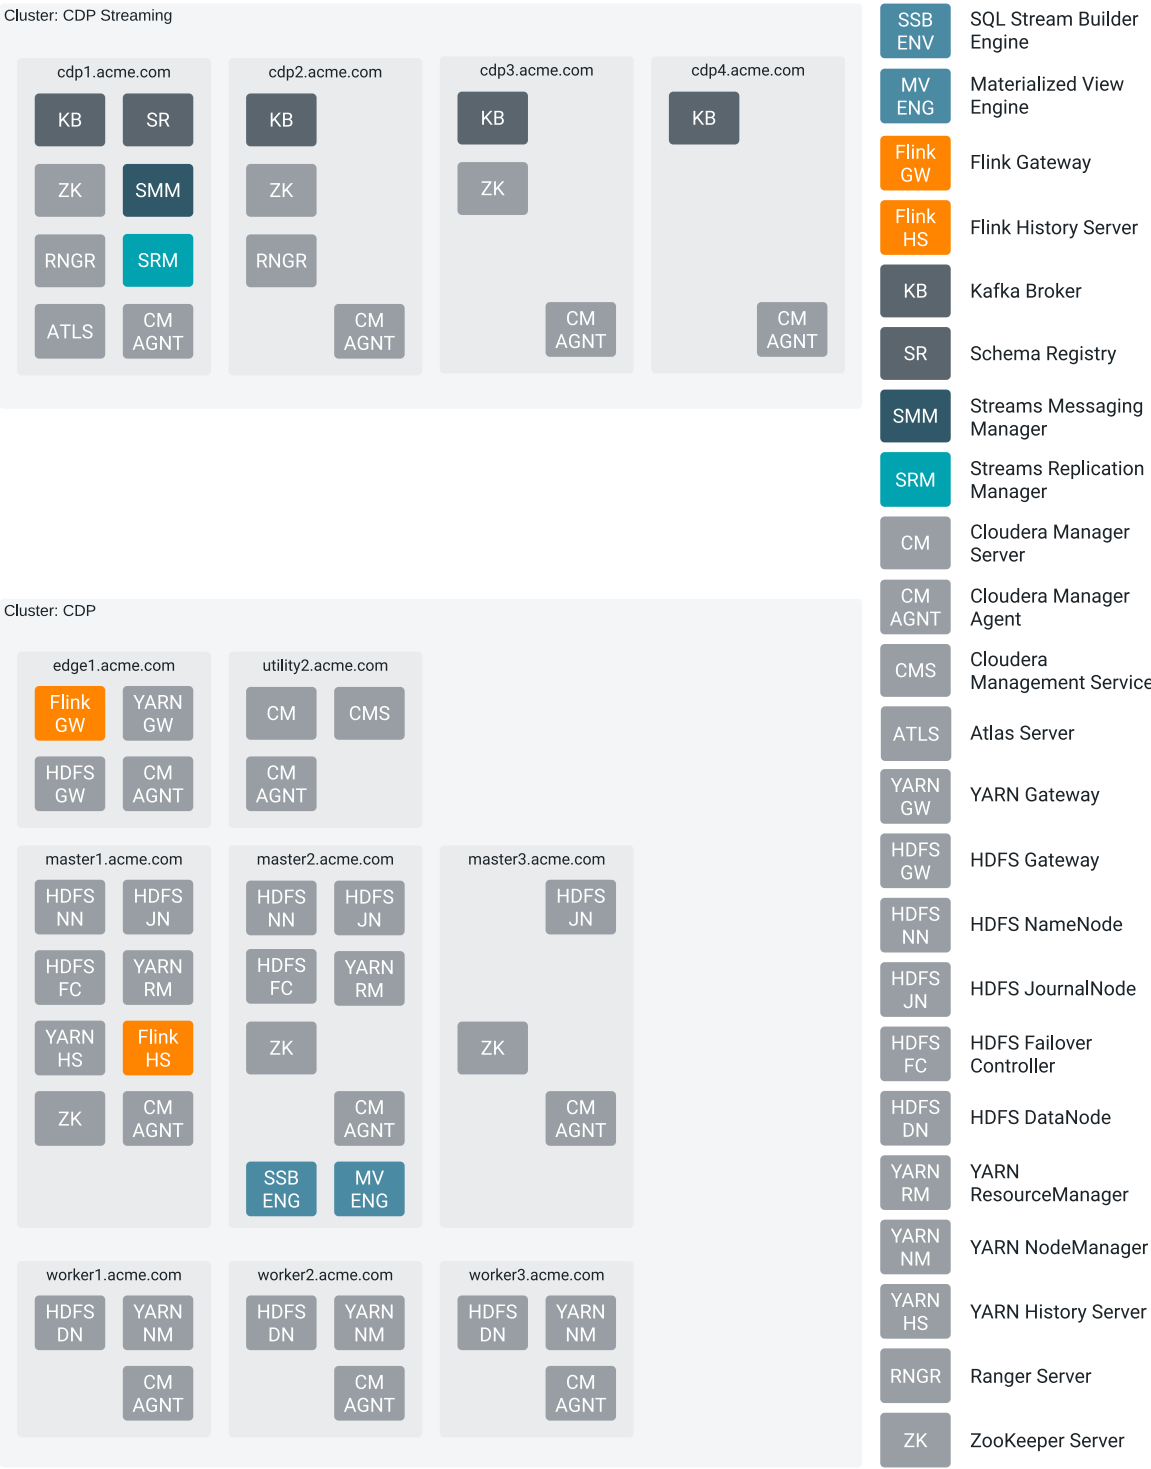 Cluster: CDP Streaming
cdp1.acme.com
KB
SR
ZK
SMM
RNGR
SRM
ATLS
CM
AGNT
cdp2.acme.com
KB
ZK
RNGR
CM
AGNT
cdp3.acme.com
KB
ZK
CM
AGNT
cdp4.acme.com
KB
CM
AGNT
Cluster: CDP
edge1.acme.com
Flink
GW
YARN
GW
HDFS
GW
CM
AGNT
utility2.acme.com
CM
CMS
CM
AGNT
master1.acme.com
HDFS
NN
HDFS
JN
HDFS
FC
YARN
RM
YARN
HS
Flink
HS
ZK
CM
AGNT
master2.acme.com
HDFS
NN
HDFS
JN
HDFS
FC
YARN
RM
ZK
CM
AGNT
SSB
ENG
MV
ENG
master3.acme.com
HDFS
JN
ZK
CM
AGNT
worker1.acme.com
HDFS
DN
YARN
NM
CM
AGNT
worker2.acme.com
HDFS
DN
YARN
NM
CM
AGNT
worker3.acme.com
HDFS
DN
YARN
NM
CM
AGNT
SSB
ENV
SQL Stream Builder
Engine
MV
ENG
Materialized View
Engine
Flink
GW
Flink Gateway
Flink
HS
Flink History Server
KB
Kafka Broker
SR
Schema Registry
SMM
Streams Messaging
Manager
SRM
Streams Replication
Manager
CM
Cloudera Manager
Server
CM
AGNT
Cloudera Manager
Agent
CMS
Cloudera
Management Service
ATLS
Atlas Server
YARN
GW
YARN Gateway
HDFS
GW
HDFS Gateway
HDFS
NN
HDFS NameNode
HDFS
JN
HDFS JournalNode
HDFS
FC
HDFS Failover
Controller
HDFS
DN
HDFS DataNode
YARN
RM
YARN
ResourceManager
YARN
NM
YARN NodeManager
YARN
HS
YARN History Server
RNGR
Ranger Server
ZK
ZooKeeper Server